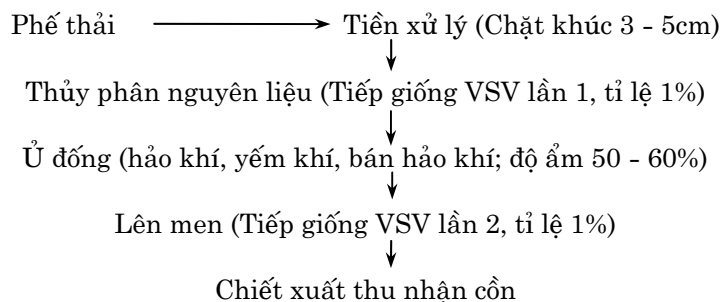 Phế thải Tiền xử lý (Chặt khúc 3 - 5cm)
Thủy phân nguyên liệu (Tiếp giống VSV lần 1, tỉ lệ 1%)
Ủ đống (hảo khí, yếm khí, bán hảo khí; độ ẩm 50 - 60%)
Lên men (Tiếp giống VSV lần 2, tỉ lệ 1%)
Chiết xuất thu nhận cồn